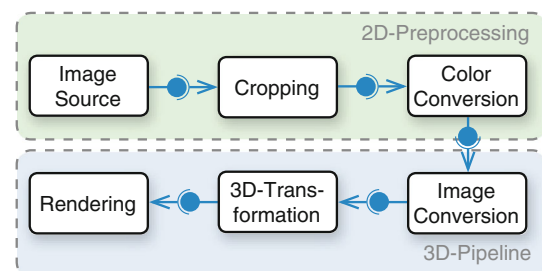 2D-Preprocessing
Image
Source
Cropping
Color
Conversion
Rendering
3D-Trans-
formation
Image
Conversion
3D-Pipeline